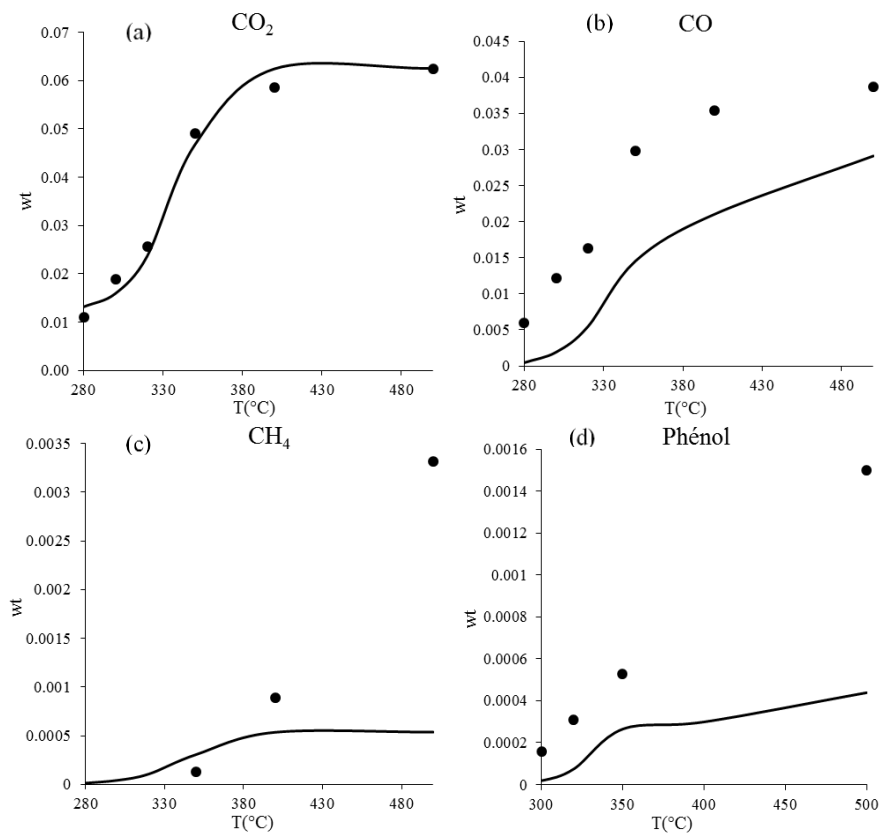 (a) CO₂
0.07
0.06
0.05
0.04
wt
0.03
0.02
0.01
0.00
280 330 380 430 480
T(°C)
(b) CO
0.045
0.04
0.035
0.03
0.025
wt
0.02
0.015
0.01
0.005
0
280 330 380 430 480
T(°C)
(c) CH₄
0.0035
0.003
0.0025
0.002
wt
0.0015
0.001
0.0005
0
280 330 380 430 480
T(°C)
(d) Phénol
0.0016
0.0014
0.0012
0.001
wt
0.0008
0.0006
0.0004
0.0002
0
300 350 400 450 500
T(°C)